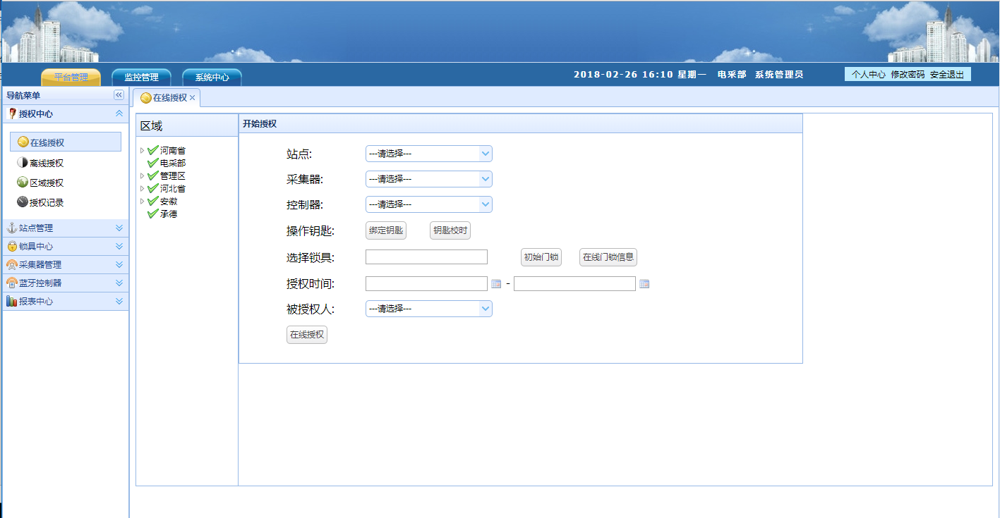 平台管理 监控管理 系统中心 2018-02-26 16:10 星期一 电采部 系统管理员 个人中心 修改密码 安全退出
导航菜单
授权中心
在线授权
离线授权
区域授权
授权记录
站点管理
锁具中心
采集器管理
蓝牙控制器
报表中心
在线授权
区域
河南省
电采部
管理区
河北省
安徽
承德
开始授权
站点: ---请选择---
采集器: ---请选择---
控制器: ---请选择---
操作钥匙: 绑定钥匙 钥匙校时
选择锁具: 初始门锁 在线门锁信息
授权时间: -
被授权人: ---请选择---
在线授权